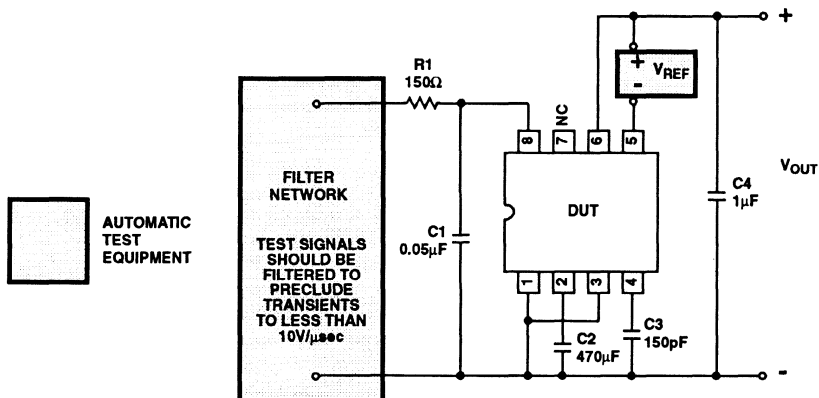 +
R1
150Ω
+
VREF
-
NC
8
7
6
5
FILTER
NETWORK
VOUT
C4
1μF
DUT
AUTOMATIC
TEST
EQUIPMENT
C1
0.05μF
TEST SIGNALS
SHOULD BE
FILTERED TO
PRECLUDE
TRANSIENTS
TO LESS THAN
10V/μsec
1
2
3
4
C2
470μF
C3
150pF
-